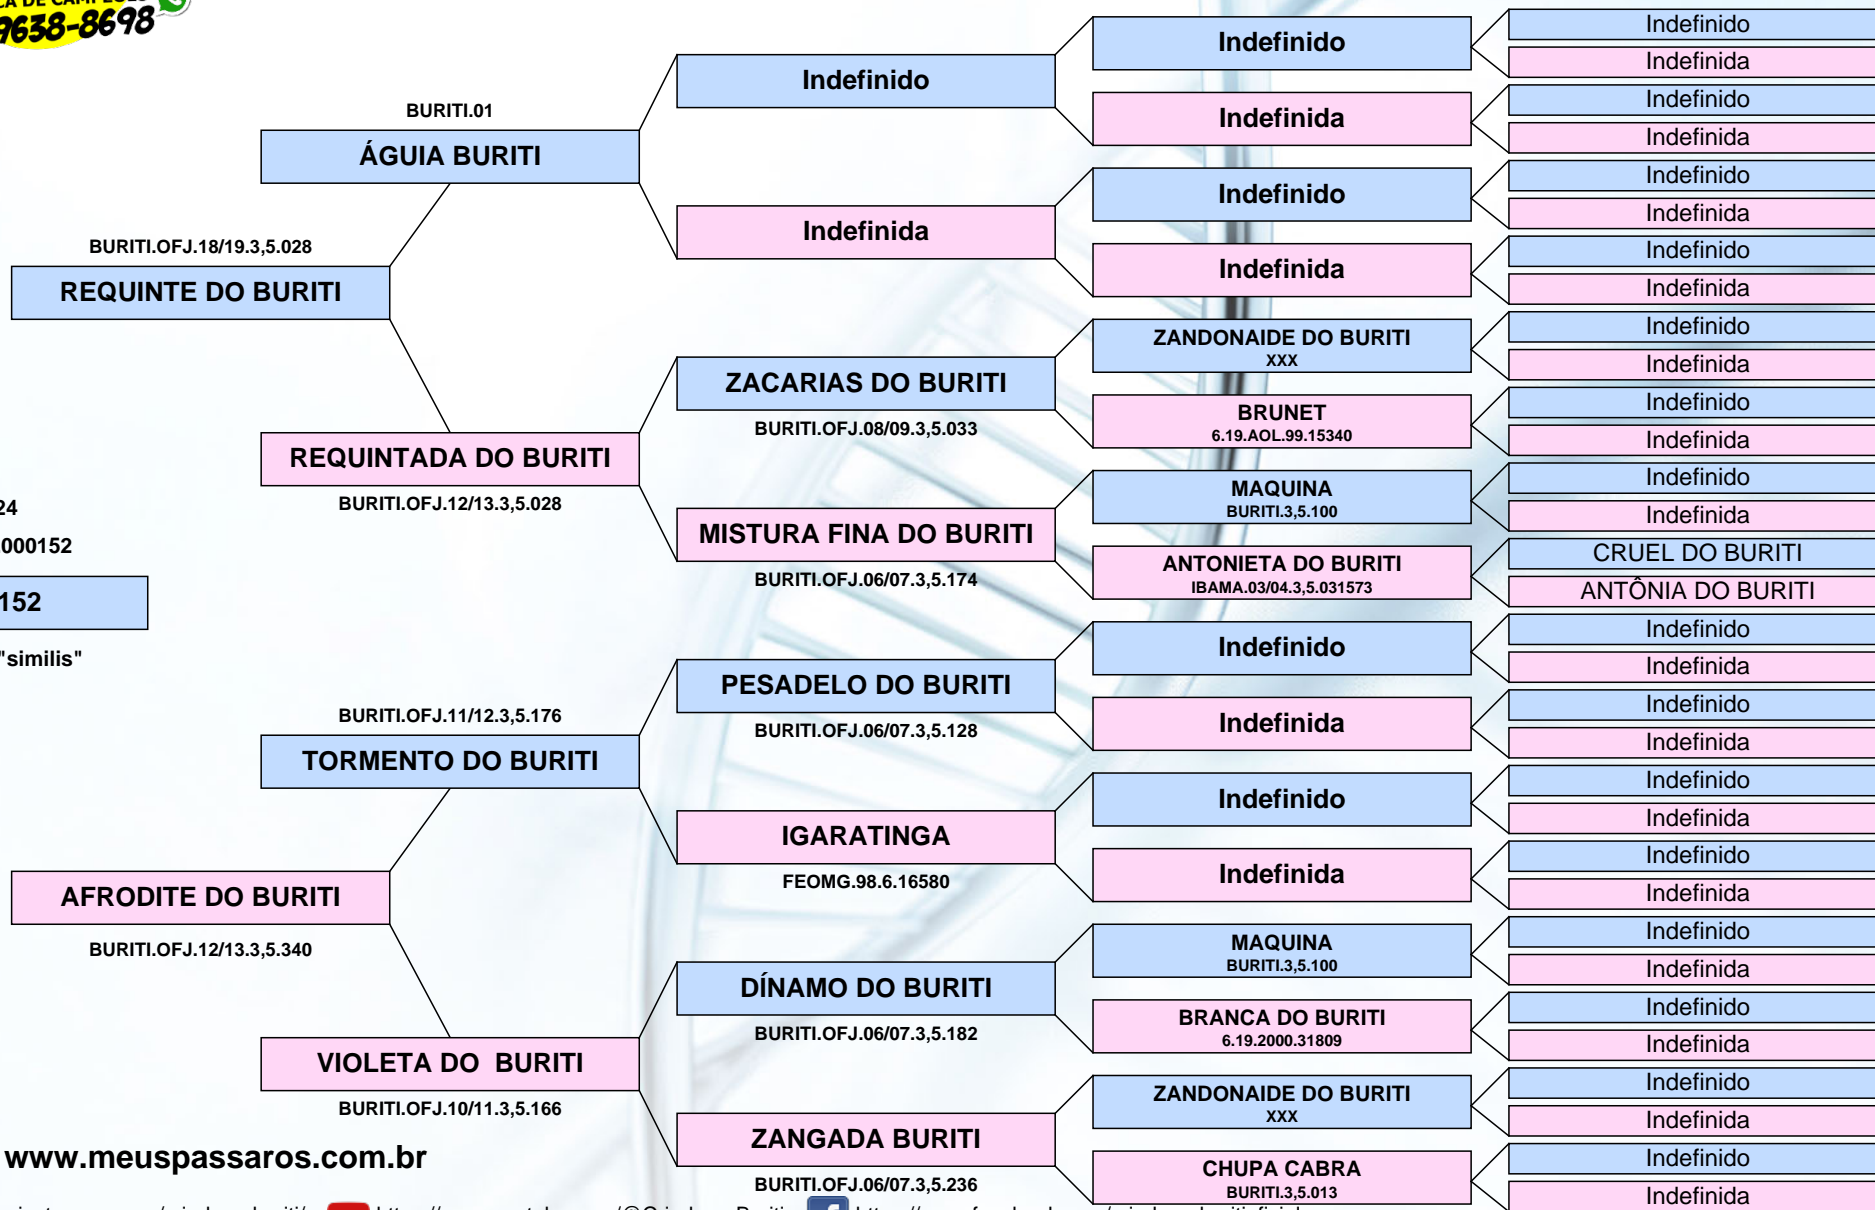 9638-8698
BURITI.01
ÁGUIA BURITI
BURITI.OFJ.18/19.3,5.028
REQUINTE DO BURITI
REQUINTADA DO BURITI
BURITI.OFJ.12/13.3,5.028
24
000152
152
"similis"
BURITI.OFJ.11/12.3,5.176
TORMENTO DO BURITI
AFRODITE DO BURITI
BURITI.OFJ.12/13.3,5.340
VIOLETA DO  BURITI
BURITI.OFJ.10/11.3,5.166
www.meuspassaros.com.br
Indefinido
Indefinida
ZACARIAS DO BURITI
BURITI.OFJ.08/09.3,5.033
MISTURA FINA DO BURITI
BURITI.OFJ.06/07.3,5.174
PESADELO DO BURITI
BURITI.OFJ.06/07.3,5.128
IGARATINGA
FEOMG.98.6.16580
DÍNAMO DO BURITI
BURITI.OFJ.06/07.3,5.182
ZANGADA BURITI
BURITI.OFJ.06/07.3,5.236
Indefinido
Indefinida
Indefinido
Indefinida
ZANDONAIDE DO BURITI
XXX
BRUNET
6.19.AOL.99.15340
MAQUINA
BURITI.3,5.100
ANTONIETA DO BURITI
IBAMA.03/04.3,5.031573
Indefinido
Indefinida
Indefinido
Indefinida
MAQUINA
BURITI.3,5.100
BRANCA DO BURITI
6.19.2000.31809
ZANDONAIDE DO BURITI
XXX
CHUPA CABRA
BURITI.3,5.013
Indefinido
Indefinida
Indefinido
Indefinida
Indefinido
Indefinida
Indefinido
Indefinida
Indefinido
Indefinida
Indefinido
Indefinida
Indefinido
Indefinida
CRUEL DO BURITI
ANTÔNIA DO BURITI
Indefinido
Indefinida
Indefinido
Indefinida
Indefinido
Indefinida
Indefinido
Indefinida
Indefinido
Indefinida
Indefinido
Indefinida
Indefinido
Indefinida
Indefinido
Indefinida